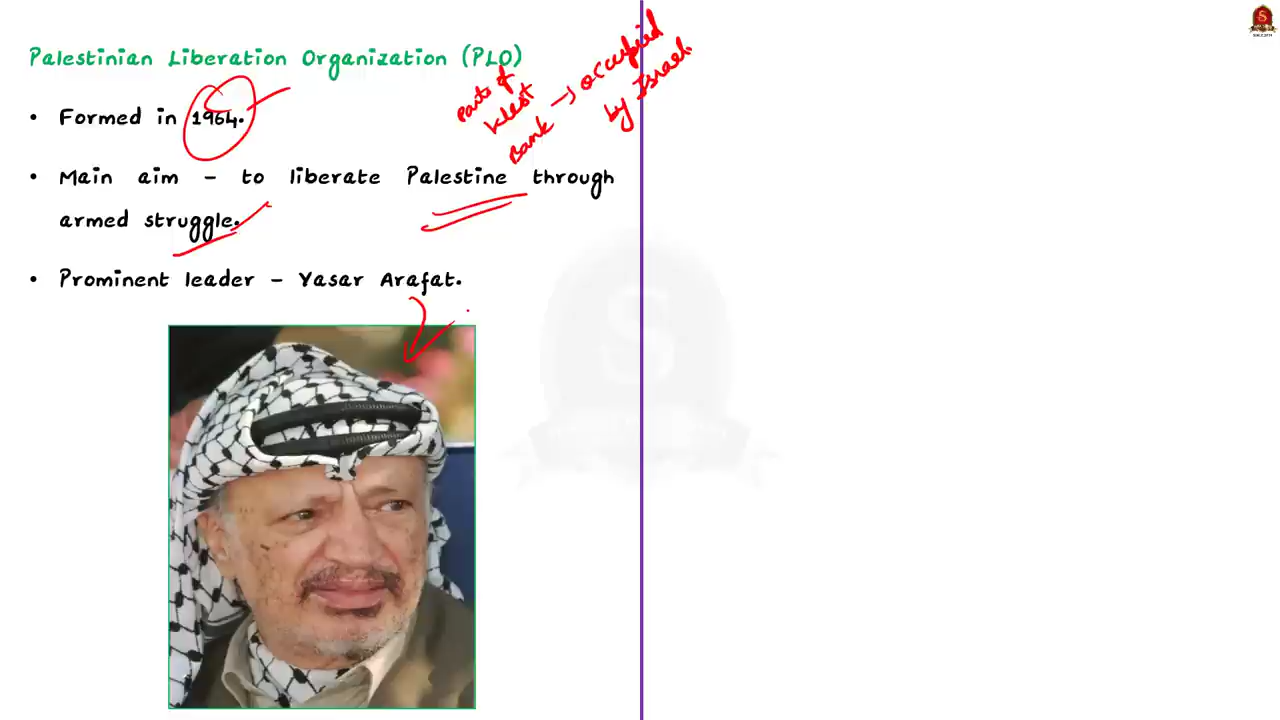 Palestinian Liberation Organization (PLO)
• Formed in 1964.
• Main aim - to liberate Palestine through
armed struggle.
• Prominent leader - Yasar Arafat.
parts of
West
Bank → occupied
by Israel.
S